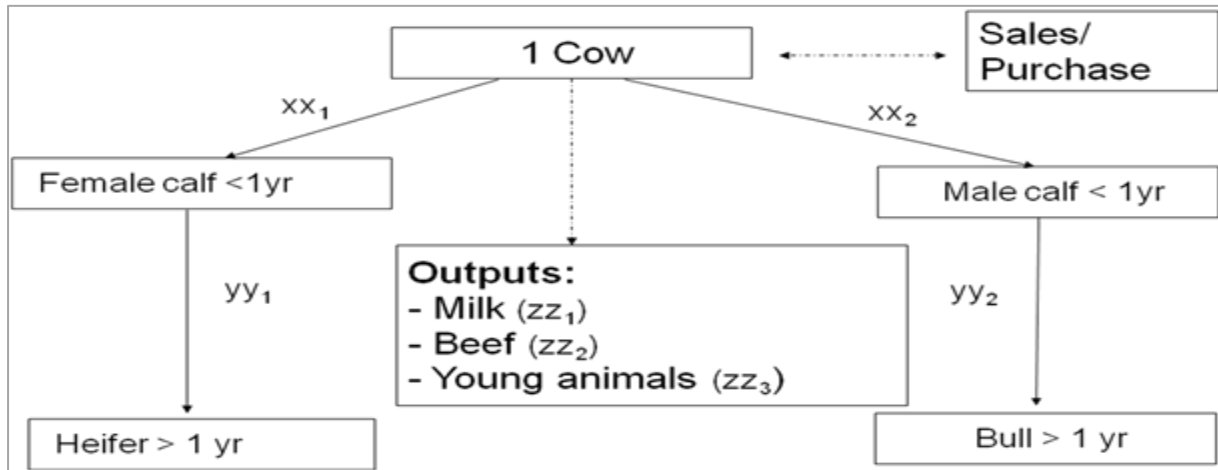 1 Cow
Sales/
Purchase
xx₁
xx₂
Female calf <1yr
Male calf < 1yr
yy₁
Outputs:
- Milk (zz₁)
- Beef (zz₂)
- Young animals (zz₃)
yy₂
Heifer > 1 yr
Bull > 1 yr